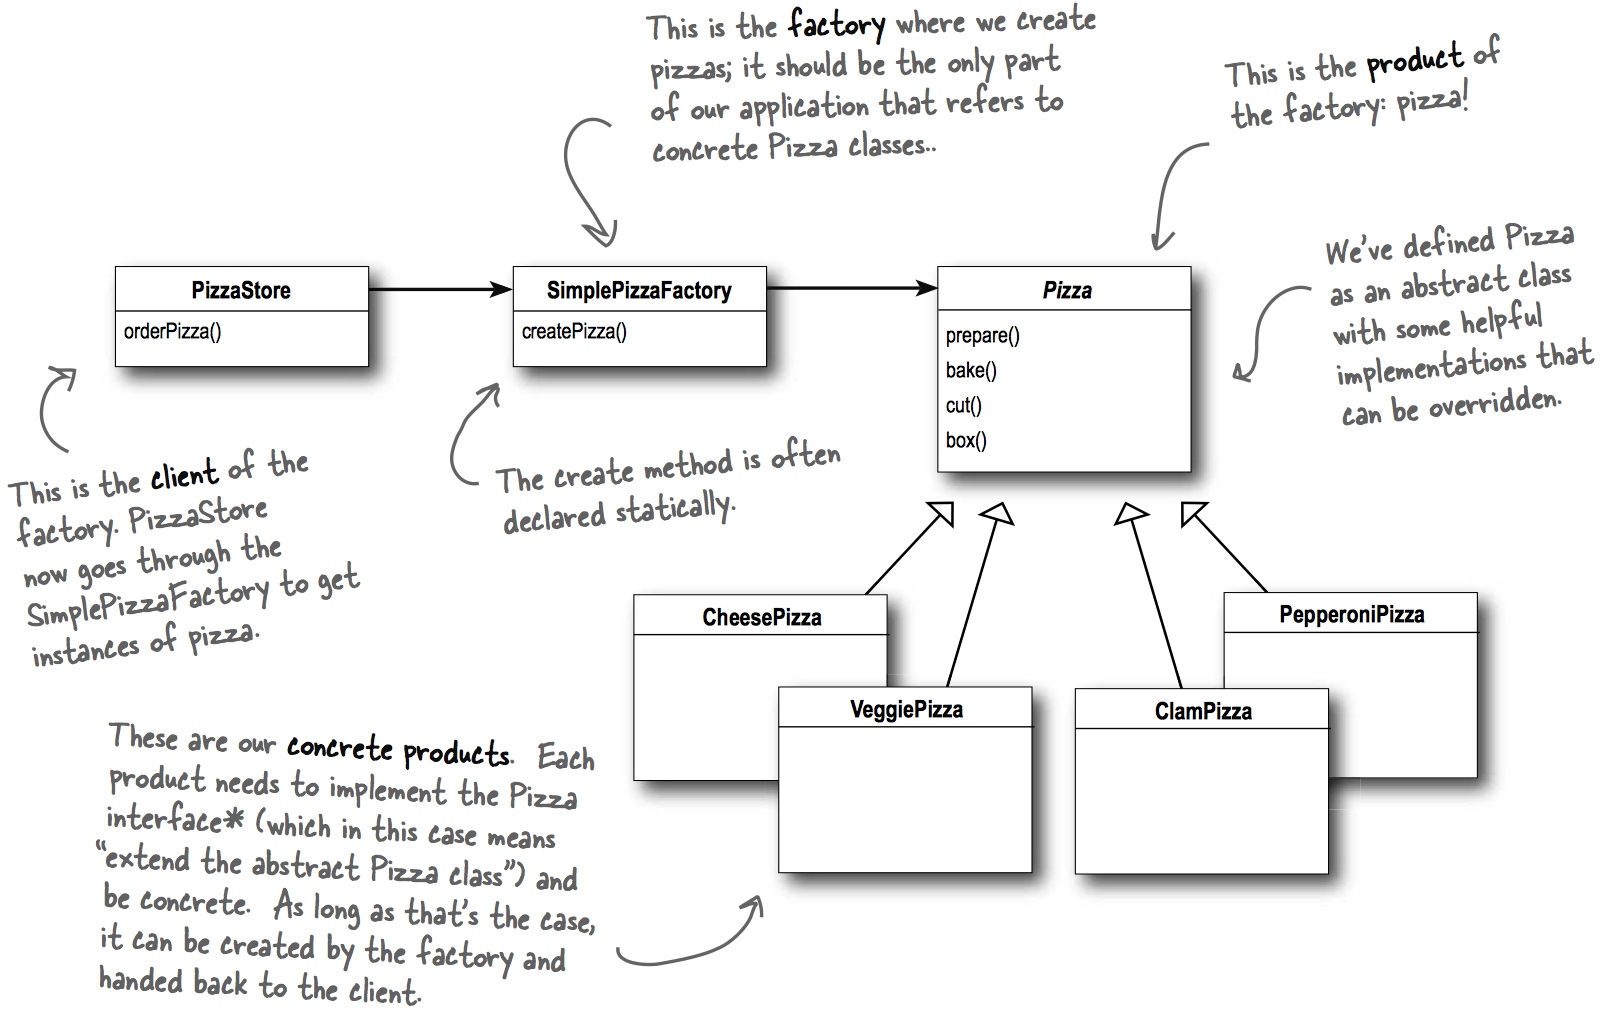 This is the factory where we create
pizzas; it should be the only part
of our application that refers to
concrete Pizza classes..
This is the product of
the factory: pizza!
We've defined Pizza
as an abstract class
with some helpful
implementations that
can be overridden.
PizzaStore
orderPizza()
SimplePizzaFactory
createPizza()
Pizza
prepare()
bake()
cut()
box()
This is the client of the
factory. PizzaStore
now goes through the
SimplePizzaFactory to get
instances of pizza.
The create method is often
declared statically.
CheesePizza
VeggiePizza
ClamPizza
PepperoniPizza
These are our concrete products. Each
product needs to implement the Pizza
interface* (which in this case means
“extend the abstract Pizza class”) and
be concrete. As long as that's the case,
it can be created by the factory and
handed back to the client.